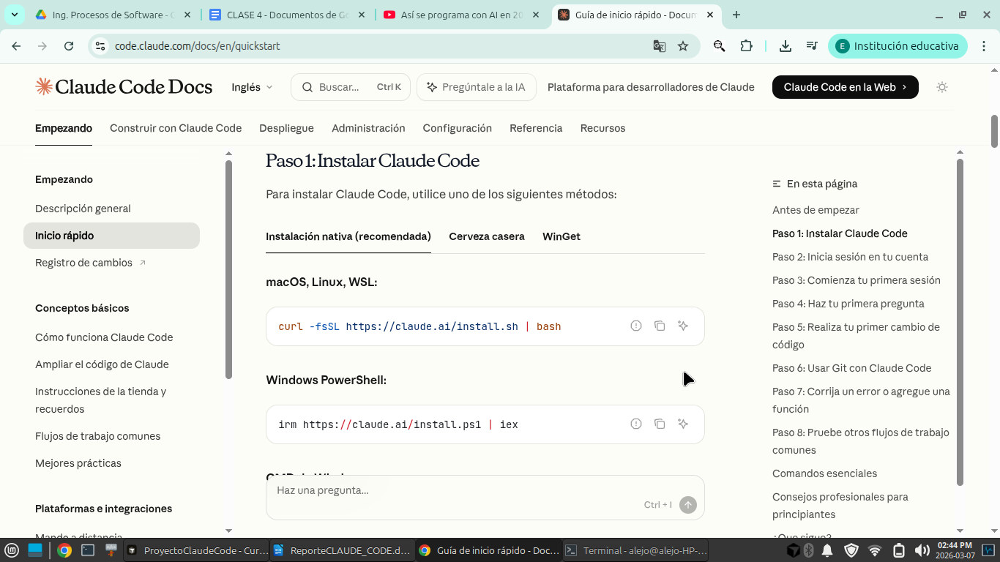 Ing. Procesos de Software - C
CLASE 4 - Documentos de Go
Así se programa con AI en 20
Guía de inicio rápido - Docum
code.claude.com/docs/en/quickstart
E
Institución educativa
Claude Code Docs
Inglés
Buscar...
Ctrl K
Pregúntale a la IA
Plataforma para desarrolladores de Claude
Claude Code en la Web ›
Empezando
Construir con Claude Code
Despliegue
Administración
Configuración
Referencia
Recursos
Empezando
Descripción general
Inicio rápido
Registro de cambios
Conceptos básicos
Cómo funciona Claude Code
Ampliar el código de Claude
Instrucciones de la tienda y
recuerdos
Flujos de trabajo comunes
Mejores prácticas
Plataformas e integraciones
Mando a distancia
Paso 1: Instalar Claude Code
Para instalar Claude Code, utilice uno de los siguientes métodos:
Instalación nativa (recomendada)
Cerveza casera
WinGet
macOS, Linux, WSL:
curl -fsSL https://claude.ai/install.sh | bash
Windows PowerShell:
irm https://claude.ai/install.ps1 | iex
Haz una pregunta...
Ctrl + I
En esta página
Antes de empezar
Paso 1: Instalar Claude Code
Paso 2: Inicia sesión en tu cuenta
Paso 3: Comienza tu primera sesión
Paso 4: Haz tu primera pregunta
Paso 5: Realiza tu primer cambio de
código
Paso 6: Usar Git con Claude Code
Paso 7: Corrija un error o agregue una
función
Paso 8: Pruebe otros flujos de trabajo
comunes
Comandos esenciales
Consejos profesionales para
principiantes
¿Que sigue?
ProyectoClaudeCode - Cur...
ReporteCLAUDE_CODE.d...
Guía de inicio rápido - Doc...
Terminal - alejo@alejo-HP-...
02:44 PM
2026-03-07